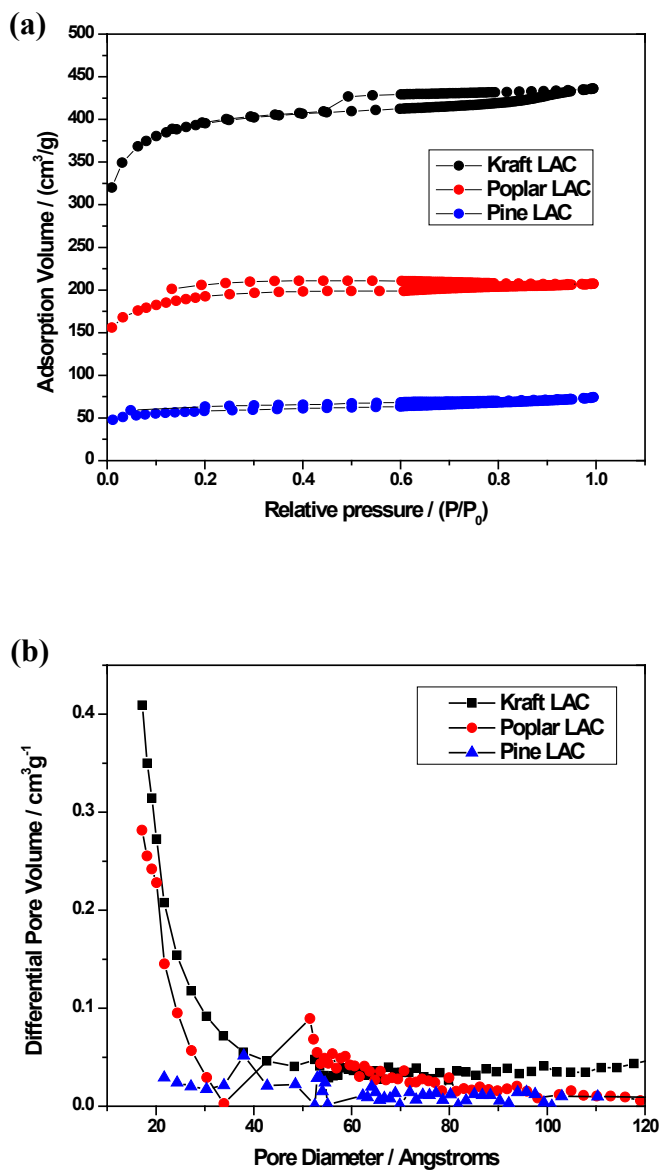 (a)
500
450
400
350
300
250
200
150
100
50
0
Adsorption Volume / (cm³/g)
Kraft LAC
Poplar LAC
Pine LAC
0.0 0.2 0.4 0.6 0.8 1.0
Relative pressure / (P/P₀)
(b)
0.4
0.3
0.2
0.1
0.0
Differential Pore Volume / cm³g⁻¹
Kraft LAC
Poplar LAC
Pine LAC
20 40 60 80 100 120
Pore Diameter / Angstroms